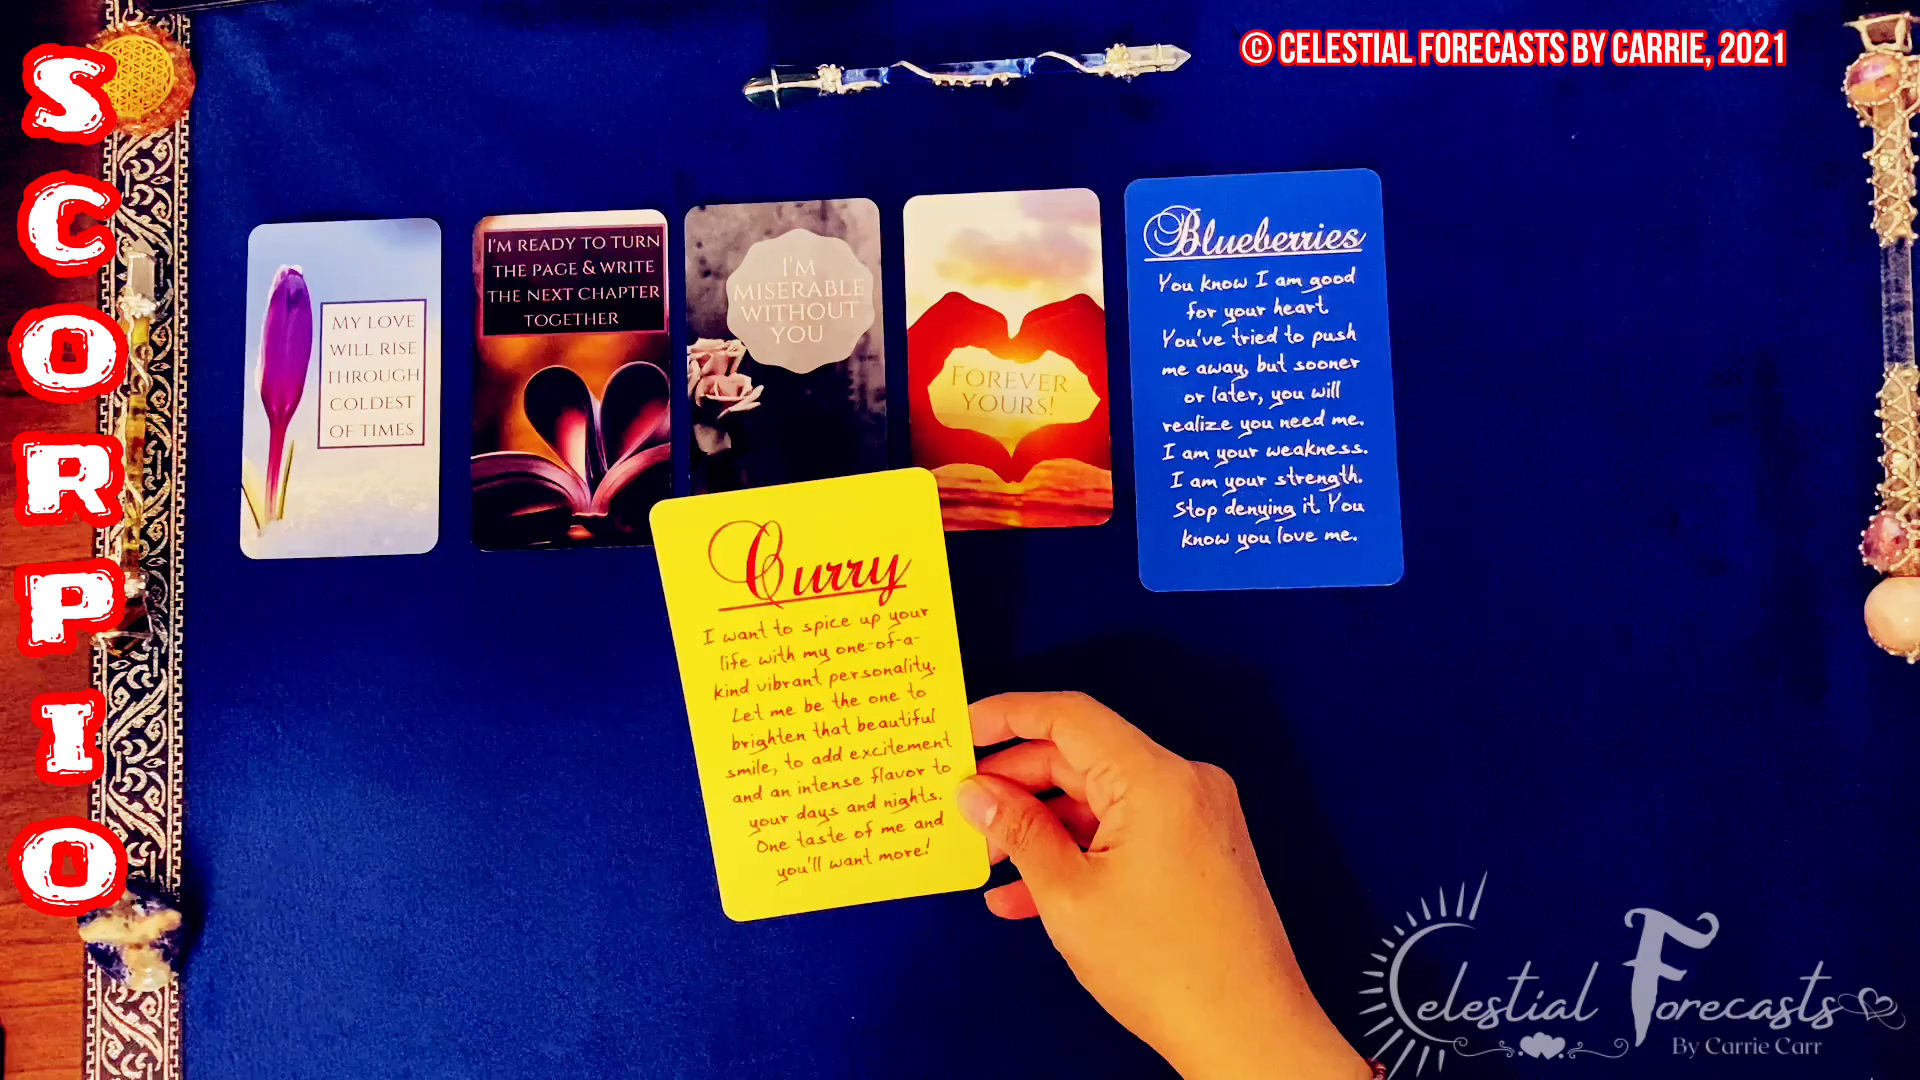 SCORPIO
© CELESTIAL FORECASTS BY CARRIE, 2021
MY LOVE
WILL RISE
THROUGH
COLDEST
OF TIMES
I'M READY TO TURN
THE PAGE & WRITE
THE NEXT CHAPTER
TOGETHER
I'M
MISERABLE
WITHOUT
YOU
FOREVER
YOURS!
Blueberries
You know I am good
for your heart.
You've tried to push
me away, but sooner
or later, you will
realize you need me.
I am your weakness.
I am your strength.
Stop denying it. You
know you love me.
Curry
I want to spice up your
life with my one-of-a-
kind vibrant personality.
Let me be the one to
brighten that beautiful
smile, to add excitement
and an intense flavor to
your days and nights.
One taste of me and
you'll want more!
Celestial Forecasts
By Carrie Carr